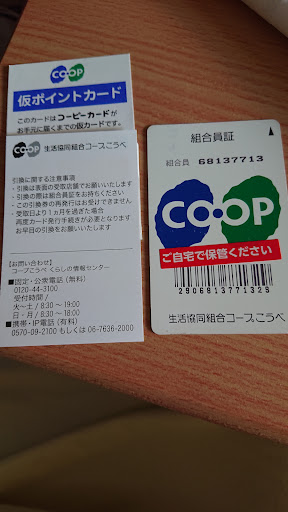 CO·OP
仮ポイントカード
このカードはコーピーカードが
お手元に届くまでの仮カードです。
CO·OP 生活協同組合コープこうべ
引換に関する注意事項
・引換は表面の受取店舗でお願いいたします
・引換の際は組合員証をお持ちください
・この引換券の再発行はお受けできません
・受取日より1ヵ月を過ぎた場合
再度カード発行手続きが必要となります
お早目の引換をお願いします
【お問い合わせ】
コープこうべ くらしの情報センター
■固定・公衆電話(無料)
0120-44-3100
受付時間/
火~土/8:30~19:00
日・月/8:30~18:00
■携帯・IP電話(有料)
0570-09-2100もしくは06-7636-2000
組合員証
組合員 68137713
CO·OP
ご自宅で保管ください
2906813771329
生活協同組合コープこうべ